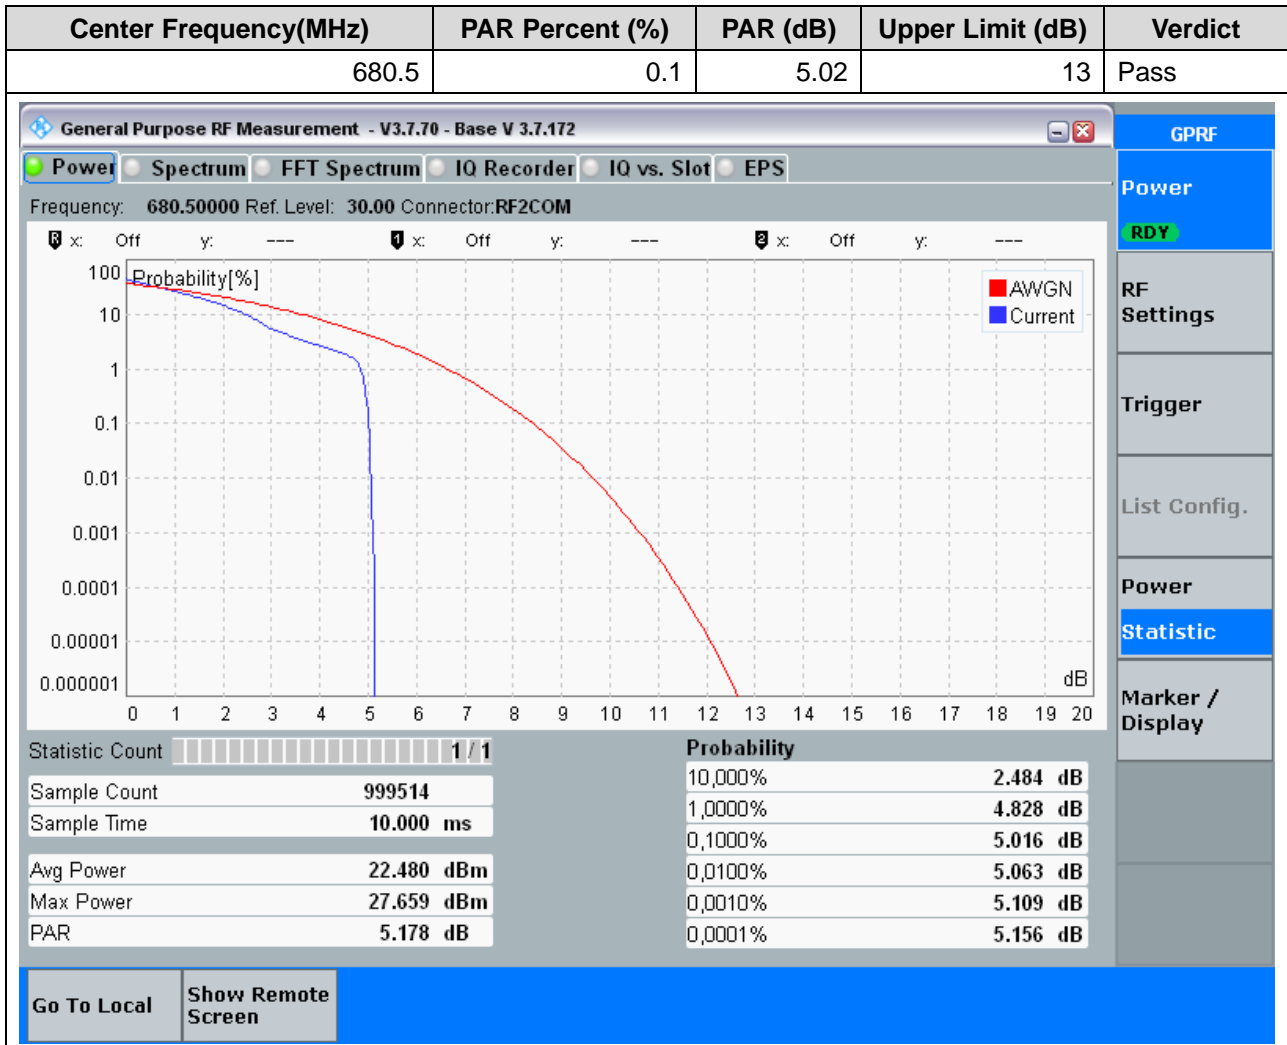 Center Frequency(MHz) PAR Percent (%) PAR (dB) Upper Limit (dB) Verdict
680.5 0.1 5.02 13 Pass
General Purpose RF Measurement - V3.7.70 - Base V 3.7.172
GPRF
Power Spectrum FFT Spectrum IQ Recorder IQ vs. Slot EPS
Power
RDY
Frequency: 680.50000 Ref. Level: 30.00 Connector:RF2COM
R x: Off y: --- 1 x: Off y: --- 2 x: Off y: ---
Probability[%]
AWGN
Current
100
10
1
0.1
0.01
0.001
0.0001
0.00001
0.000001
dB
0 1 2 3 4 5 6 7 8 9 10 11 12 13 14 15 16 17 18 19 20
RF
Settings
Trigger
List Config.
Power
Statistic
Marker /
Display
Statistic Count 1 / 1
Sample Count 999514
Sample Time 10.000 ms
Avg Power 22.480 dBm
Max Power 27.659 dBm
PAR 5.178 dB
Probability
10,000% 2.484 dB
1,0000% 4.828 dB
0,1000% 5.016 dB
0,0100% 5.063 dB
0,0010% 5.109 dB
0,0001% 5.156 dB
Go To Local
Show Remote
Screen